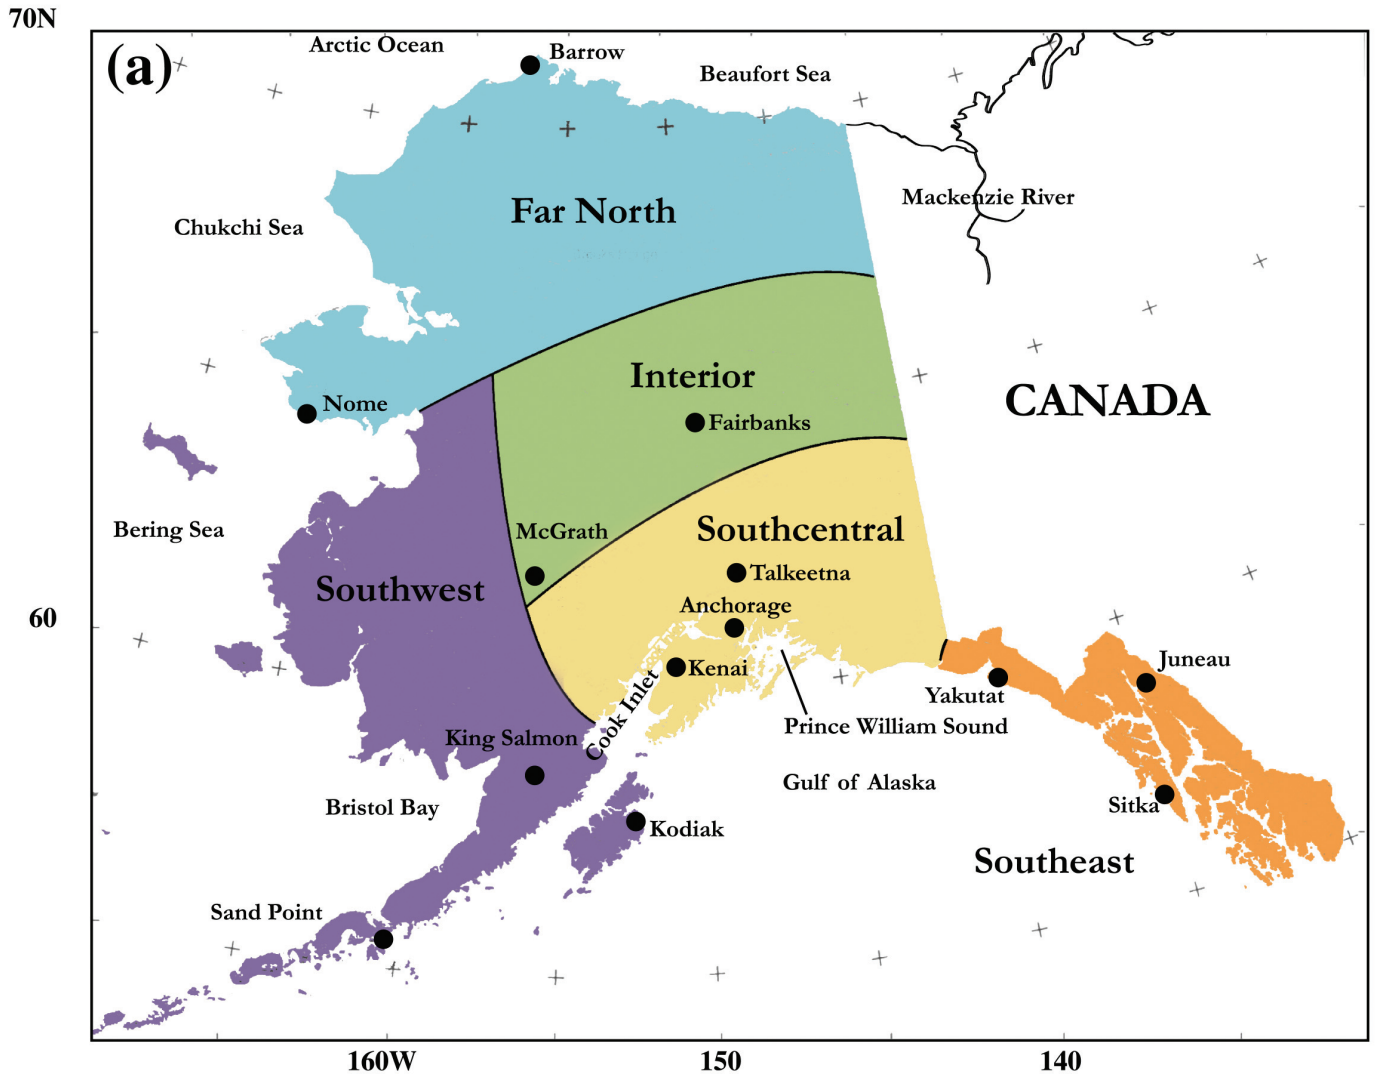 70N
(a)
Arctic Ocean
Barrow
Beaufort Sea
Mackenzie River
Chukchi Sea
Far North
Interior
CANADA
Nome
Fairbanks
Bering Sea
McGrath
Southcentral
Southwest
Talkeetna
Anchorage
60
Kenai
Juneau
Yakutat
Cook Inlet
Prince William Sound
King Salmon
Gulf of Alaska
Bristol Bay
Sitka
Kodiak
Southeast
Sand Point
160W
150
140